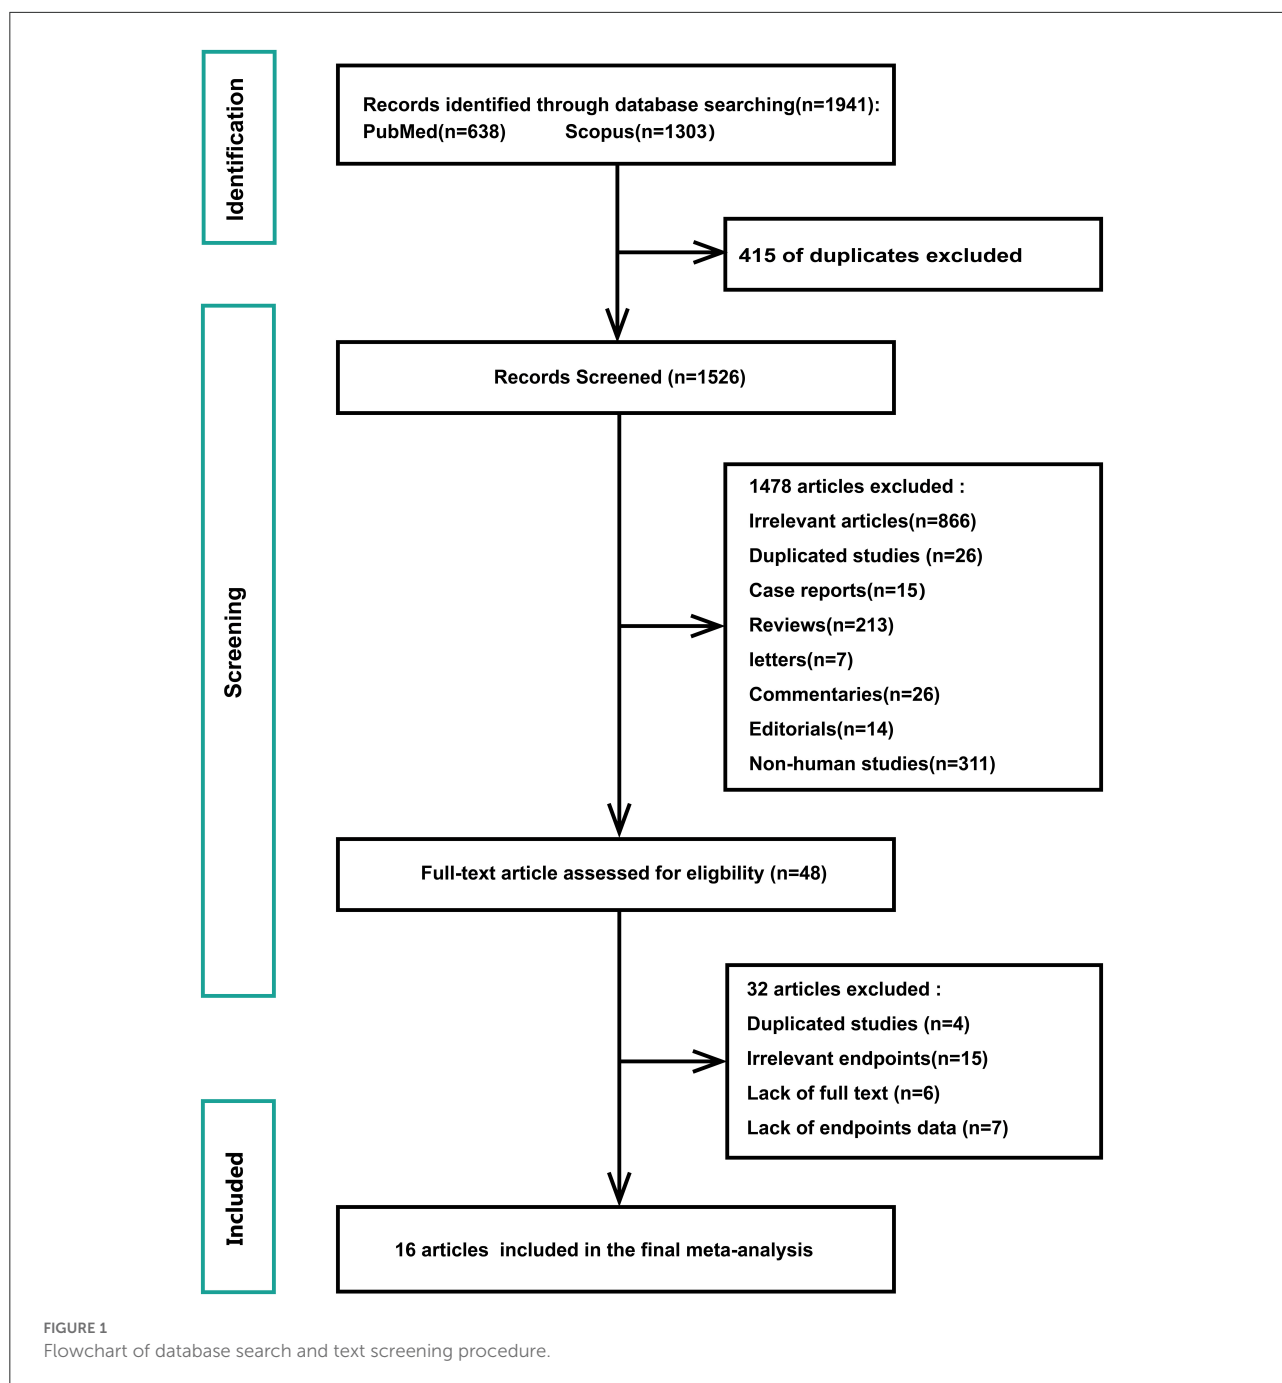 Identification
Records identified through database searching(n=1941):
PubMed(n=638) Scopus(n=1303)
415 of duplicates excluded
Screening
Records Screened (n=1526)
1478 articles excluded :
Irrelevant articles(n=866)
Duplicated studies (n=26)
Case reports(n=15)
Reviews(n=213)
letters(n=7)
Commentaries(n=26)
Editorials(n=14)
Non-human studies(n=311)
Full-text article assessed for eligbility (n=48)
32 articles excluded :
Duplicated studies (n=4)
Irrelevant endpoints(n=15)
Lack of full text (n=6)
Lack of endpoints data (n=7)
Included
16 articles included in the final meta-analysis
FIGURE 1
Flowchart of database search and text screening procedure.